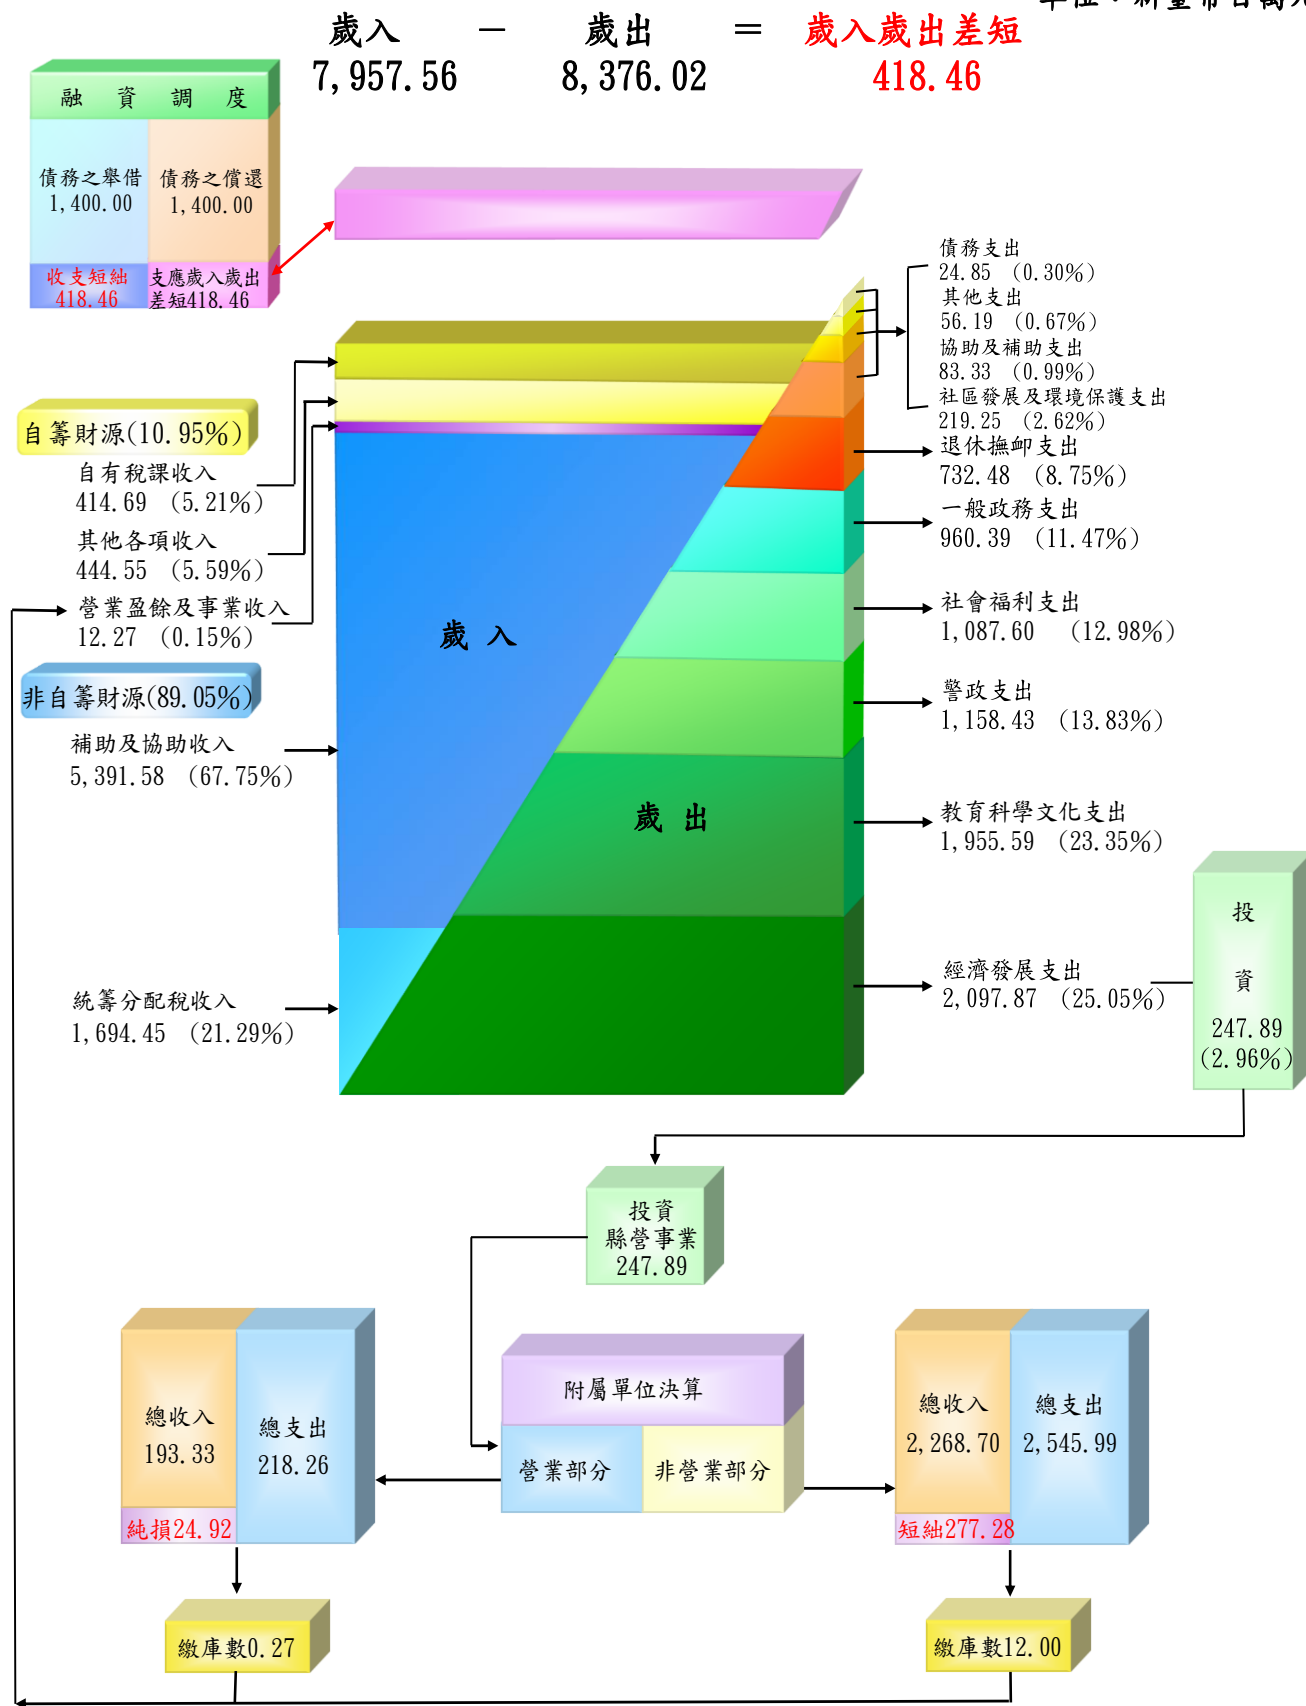 單位：新臺幣百萬元
歲入 － 歲出 ＝ 歲入歲出差短
7,957.56 8,376.02 418.46
融資調度
債務之舉借
1,400.00
債務之償還
1,400.00
收支短絀
418.46
支應歲入歲出
差短418.46
債務支出
24.85 (0.30%)
其他支出
56.19 (0.67%)
協助及補助支出
83.33 (0.99%)
社區發展及環境保護支出
219.25 (2.62%)
退休撫卹支出
732.48 (8.75%)
一般政務支出
960.39 (11.47%)
社會福利支出
1,087.60 (12.98%)
警政支出
1,158.43 (13.83%)
教育科學文化支出
1,955.59 (23.35%)
經濟發展支出
2,097.87 (25.05%)
自籌財源(10.95%)
自有稅課收入
414.69 (5.21%)
其他各項收入
444.55 (5.59%)
營業盈餘及事業收入
12.27 (0.15%)
非自籌財源(89.05%)
補助及協助收入
5,391.58 (67.75%)
統籌分配稅收入
1,694.45 (21.29%)
歲入
歲出
投
資
247.89
(2.96%)
投資
縣營事業
247.89
附屬單位決算
營業部分
非營業部分
總收入
193.33
總支出
218.26
純損24.92
繳庫數0.27
總收入
2,268.70
總支出
2,545.99
短絀277.28
繳庫數12.00